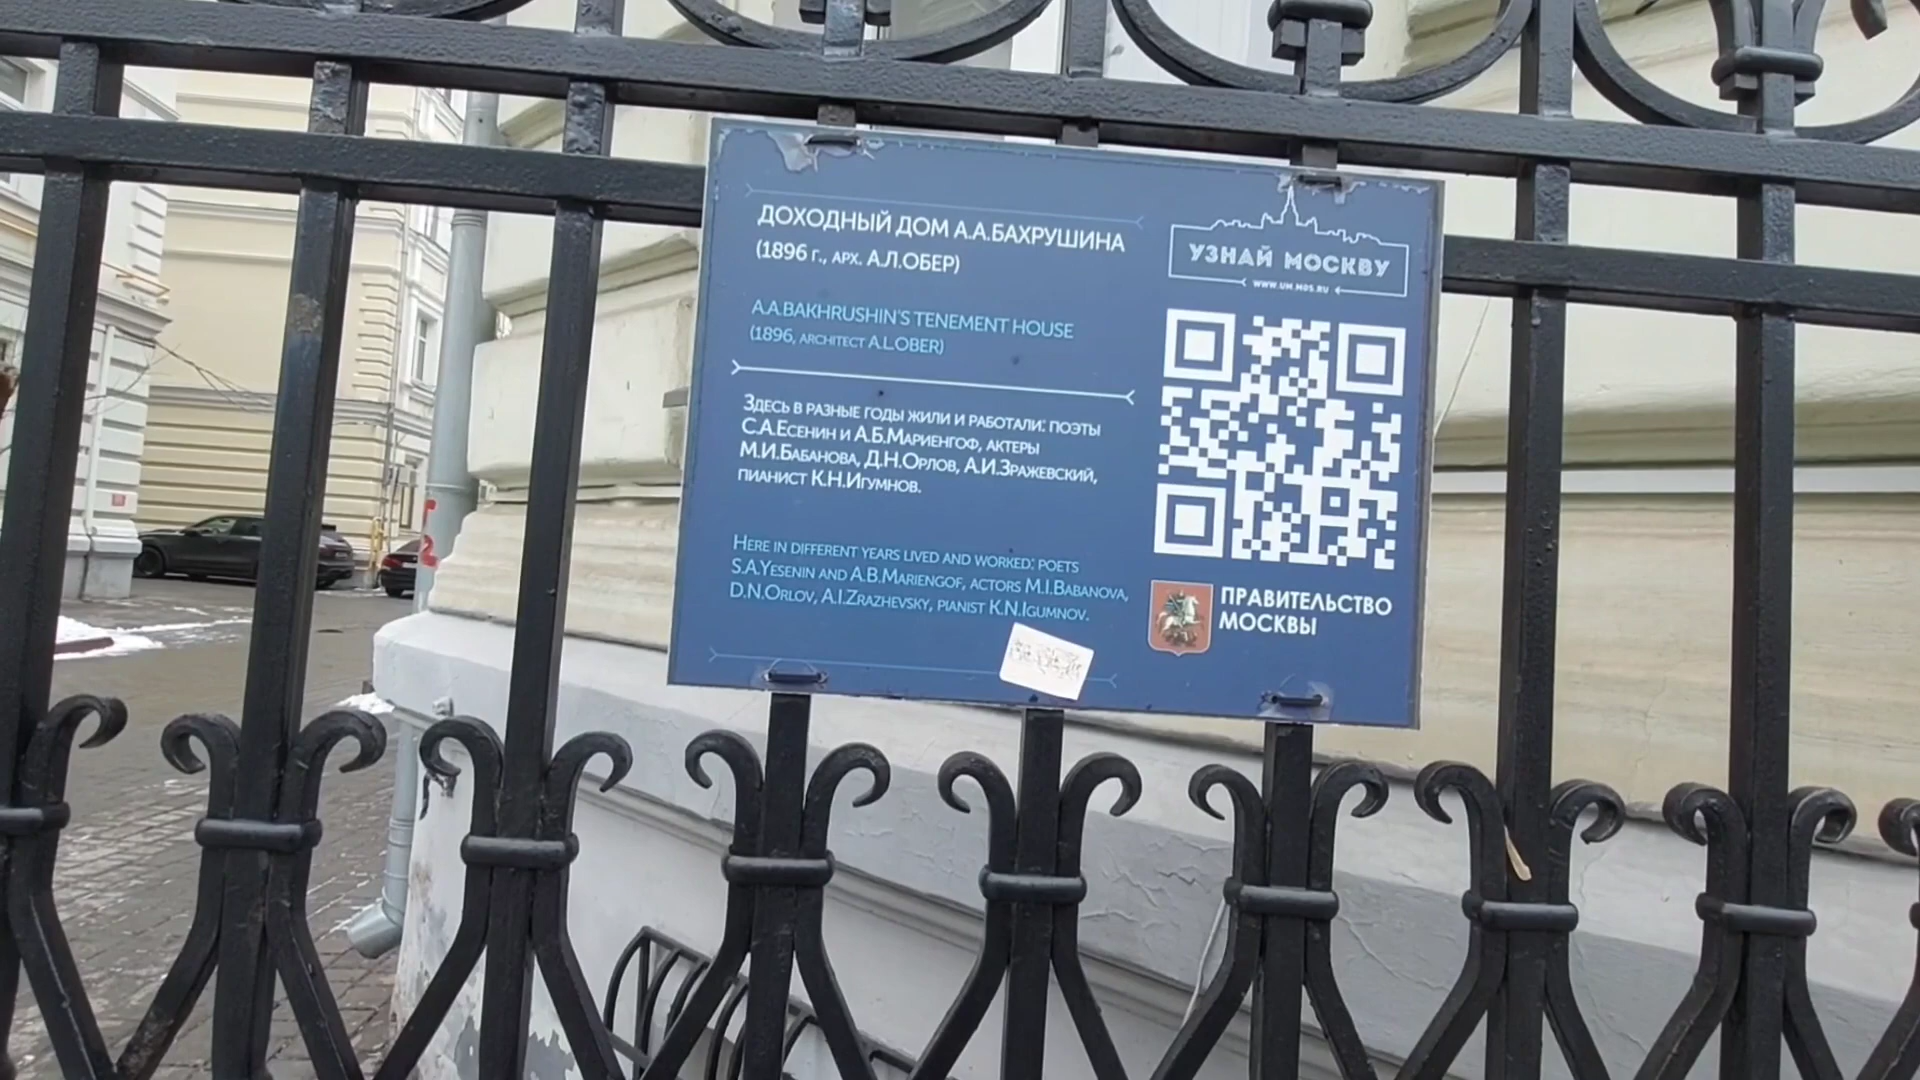 ДОХОДНЫЙ ДОМ А.А.БАХРУШИНА
(1896 г., арх. А.Л.ОБЕР)
A.A.BAKHRUSHIN'S TENEMENT HOUSE
(1896, ARCHITECT A.L.OBER)
Здесь в разные годы жили и работали: поэты
С.А.Есенин и А.Б.Мариенгоф, актеры
М.И.Бабанова, Д.Н.Орлов, А.И.Зражевский,
пианист К.Н.Игумнов.
Here in different years lived and worked: poets
S.A.Yesenin and A.B.Mariengof, actors M.I.Babanova,
D.N.Orlov, A.I.Zrazhevsky, pianist K.N.Igumnov.
УЗНАЙ МОСКВУ
WWW.UM.MOS.RU
ПРАВИТЕЛЬСТВО
МОСКВЫ